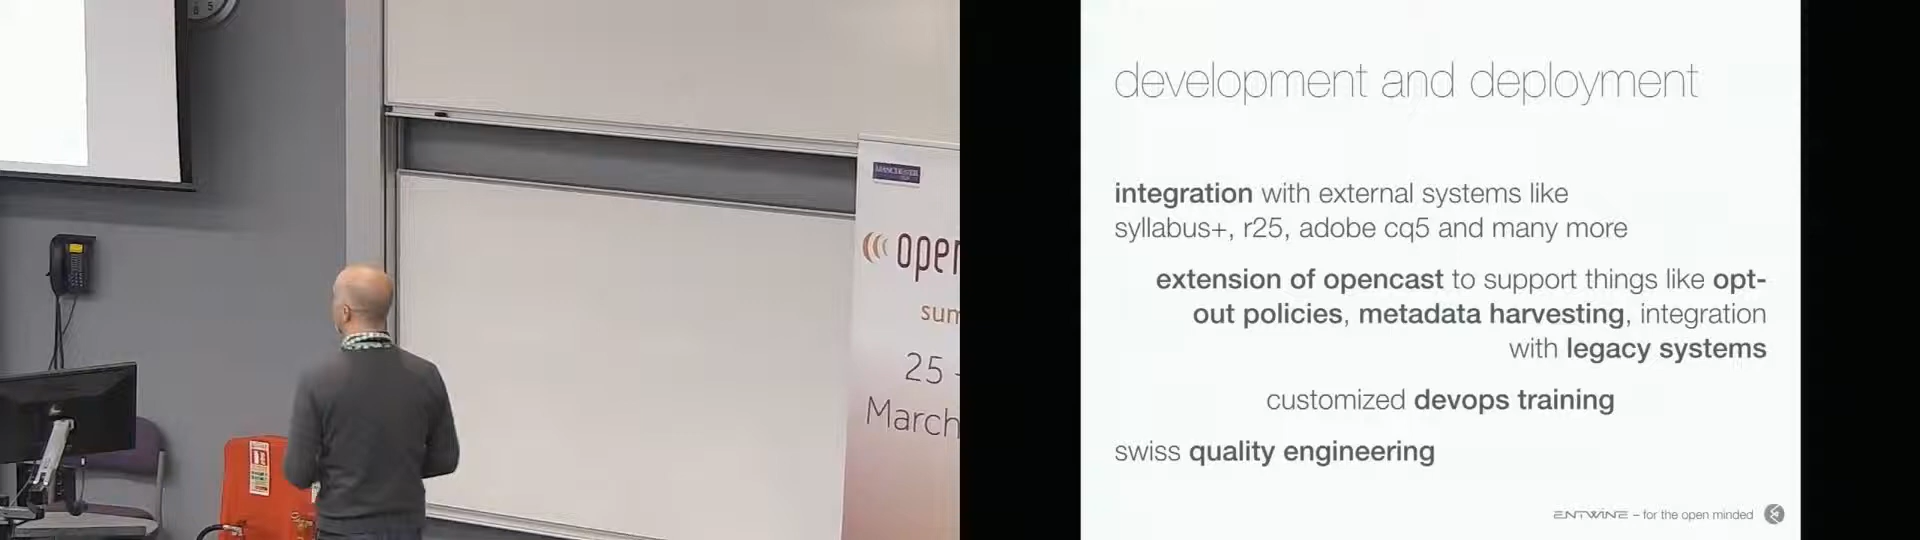 MANCHESTER
open
sum
25 -
March
development and deployment
integration with external systems like
syllabus+, r25, adobe cq5 and many more
extension of opencast to support things like opt-
out policies, metadata harvesting, integration
with legacy systems
customized devops training
swiss quality engineering
ENTWINE – for the open minded